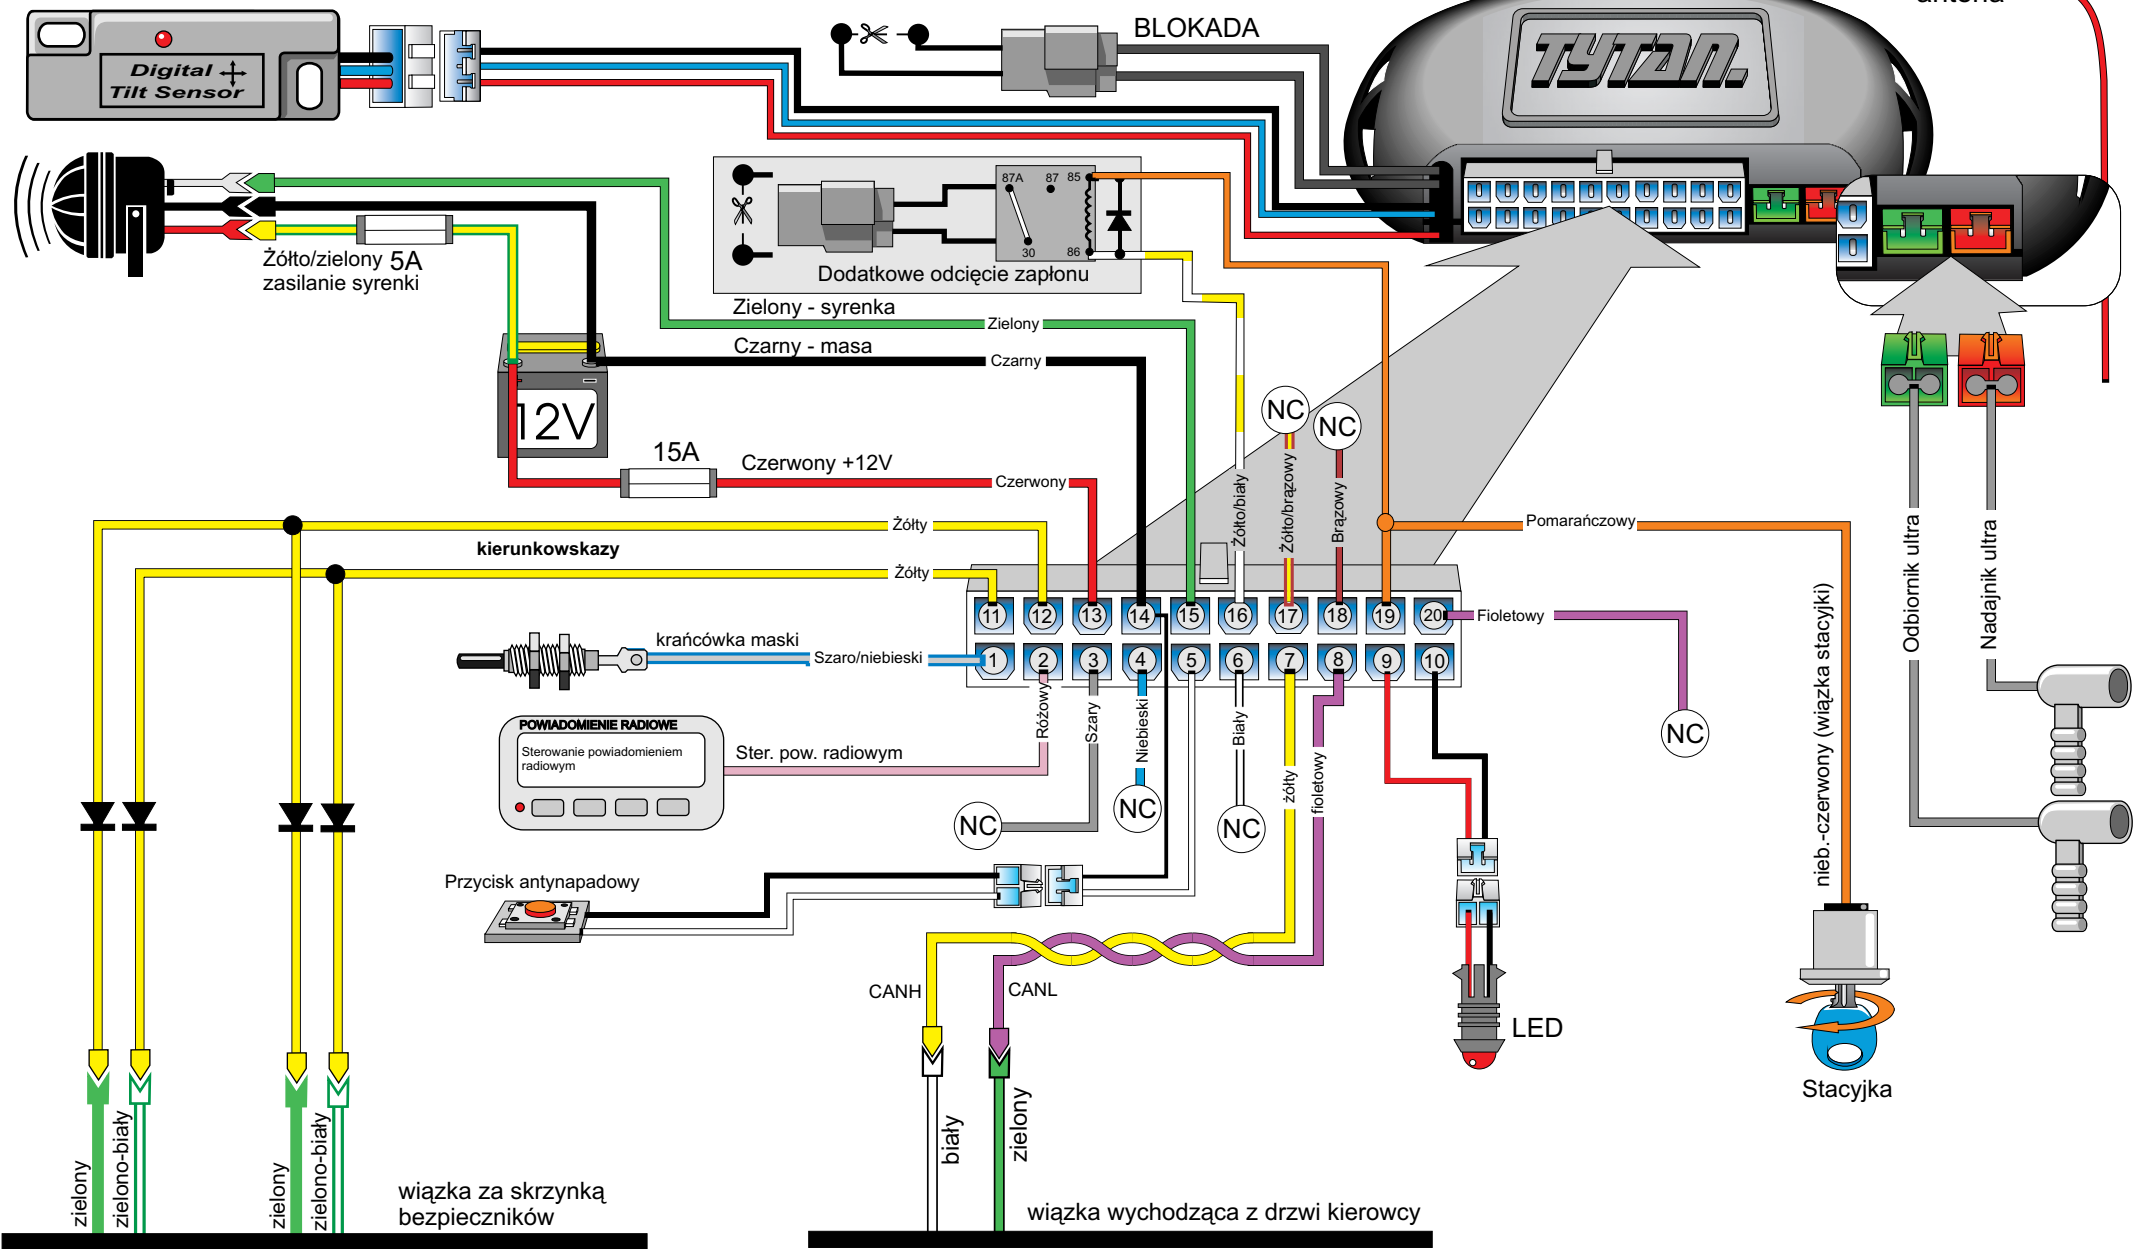 antena
BLOKADA
TYTAN.
Digital
Tilt Sensor
87A
87
85
30
86
Dodatkowe odcięcie zapłonu
Żółto/zielony 5A
zasilanie syrenki
Zielony - syrenka
Zielony
Czarny - masa
Czarny
12V
15A
Czerwony +12V
Czerwony
NC
NC
Żółto/biały
Żółto/brązowy
Brązowy
Pomarańczowy
Odbiornik ultra
Nadajnik ultra
Żółty
kierunkowskazy
Żółty
11
12
13
14
15
16
17
18
19
20
Fioletowy
krańcówka maski
Szaro/niebieski
1
2
3
4
5
6
7
8
9
10
nieb.-czerwony (wiązka stacyjki)
Różowy
Szary
Niebieski
Biały
żółty
fioletowy
NC
POWIADOMIENIE RADIOWE
Sterowanie powiadomieniem
radiowym
Ster. pow. radiowym
NC
NC
NC
Przycisk antynapadowy
CANH
CANL
LED
Stacyjka
zielony
zielono-biały
zielony
zielono-biały
biały
zielony
wiązka za skrzynką
bezpieczników
wiązka wychodząca z drzwi kierowcy